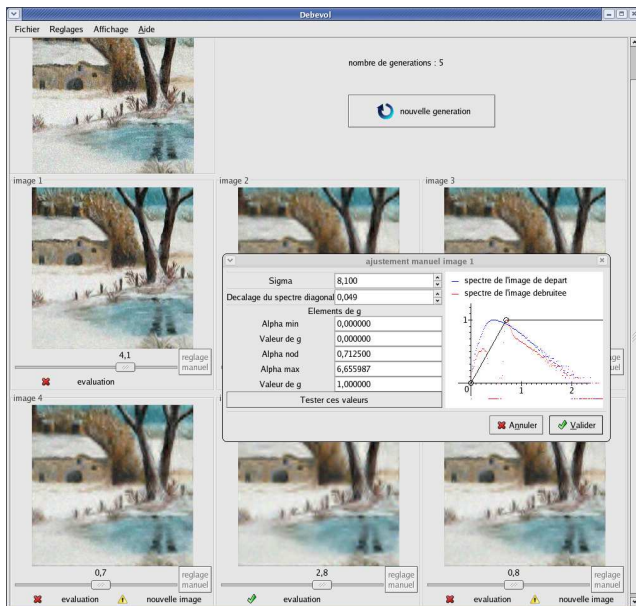 Debevol
Fichier Reglages Affichage Aide
nombre de generations : 5
nouvelle generation
image 1
image 2
image 3
ajustement manuel image 1
Sigma 8,100
Decalage du spectre diagonal 0,049
Elements de g
Alpha min 0,000000
Valeur de g 0,000000
Alpha nod 0,712500
Alpha max 6,655987
Valeur de g 1,000000
Tester ces valeurs
spectre de l'image de depart
spectre de l'image debruitee
1
0 1 2
Annuler Valider
4,1
reglage manuel
evaluation
image 4
0,7
reglage manuel
evaluation nouvelle image
2,8
reglage manuel
evaluation
0,8
reglage manuel
evaluation nouvelle image